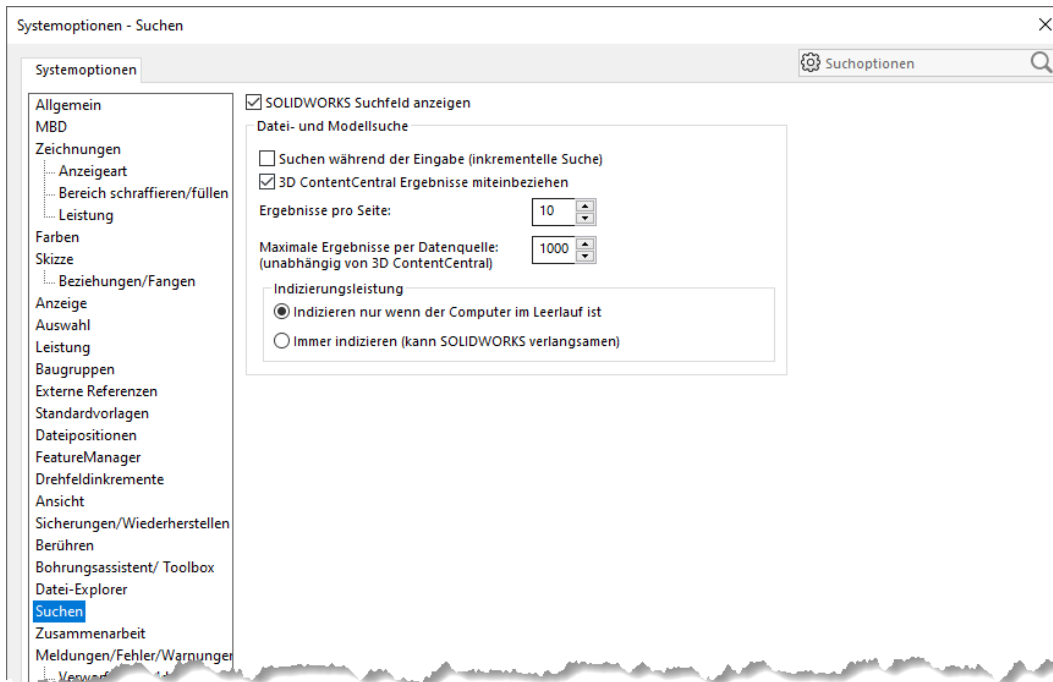 Systemoptionen - Suchen
Systemoptionen
Suchoptionen
Allgemein
MBD
Zeichnungen
Anzeigeart
Bereich schraffieren/füllen
Leistung
Farben
Skizze
Beziehungen/Fangen
Anzeige
Auswahl
Leistung
Baugruppen
Externe Referenzen
Standardvorlagen
Dateipositionen
FeatureManager
Drehfeldinkremente
Ansicht
Sicherungen/Wiederherstellen
Berühren
Bohrungsassistent/ Toolbox
Datei-Explorer
Suchen
Zusammenarbeit
Meldungen/Fehler/Warnungen
SOLIDWORKS Suchfeld anzeigen
Datei- und Modellsuche
Suchen während der Eingabe (inkrementelle Suche)
3D ContentCentral Ergebnisse miteinbeziehen
Ergebnisse pro Seite: 10
Maximale Ergebnisse per Datenquelle: 1000
(unabhängig von 3D ContentCentral)
Indizierungsleistung
Indizieren nur wenn der Computer im Leerlauf ist
Immer indizieren (kann SOLIDWORKS verlangsamen)